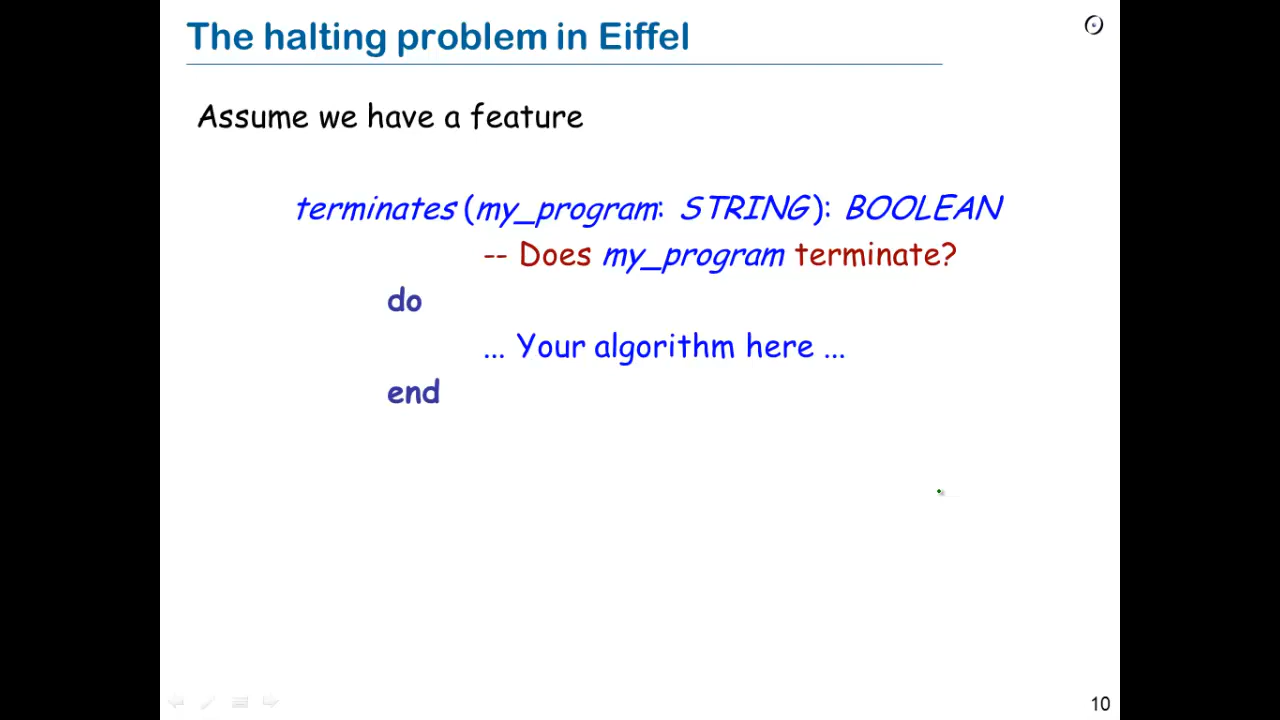 The halting problem in Eiffel
Assume we have a feature
terminates (my_program: STRING): BOOLEAN
-- Does my_program terminate?
do
... Your algorithm here ...
end
10